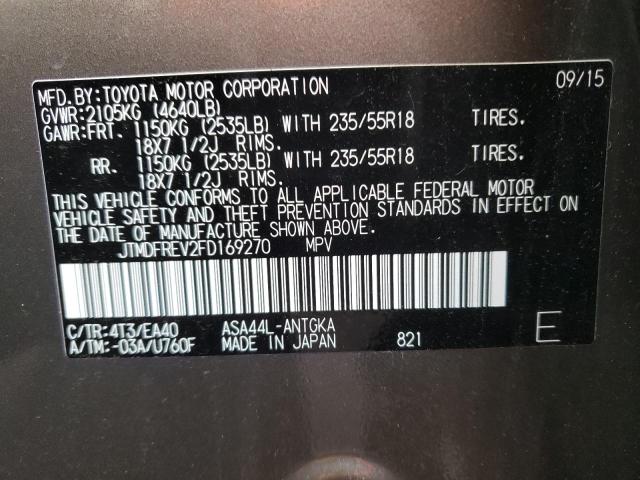 MFD.BY:TOYOTA MOTOR CORPORATION 09/15
GVWR:2105KG (4640LB)
GAWR:FRT. 1150KG (2535LB) WITH 235/55R18 TIRES.
18X7 1/2J RIMS.
RR. 1150KG (2535LB) WITH 235/55R18 TIRES.
18X7 1/2J RIMS.
THIS VEHICLE CONFORMS TO ALL APPLICABLE FEDERAL MOTOR
VEHICLE SAFETY AND THEFT PREVENTION STANDARDS IN EFFECT ON
THE DATE OF MANUFACTURE SHOWN ABOVE.
JTMDFREV2FD169270 MPV
C/TR:4T3/EA40 ASA44L-ANTGKA
A/TM:-03A/U760F MADE IN JAPAN 821 E